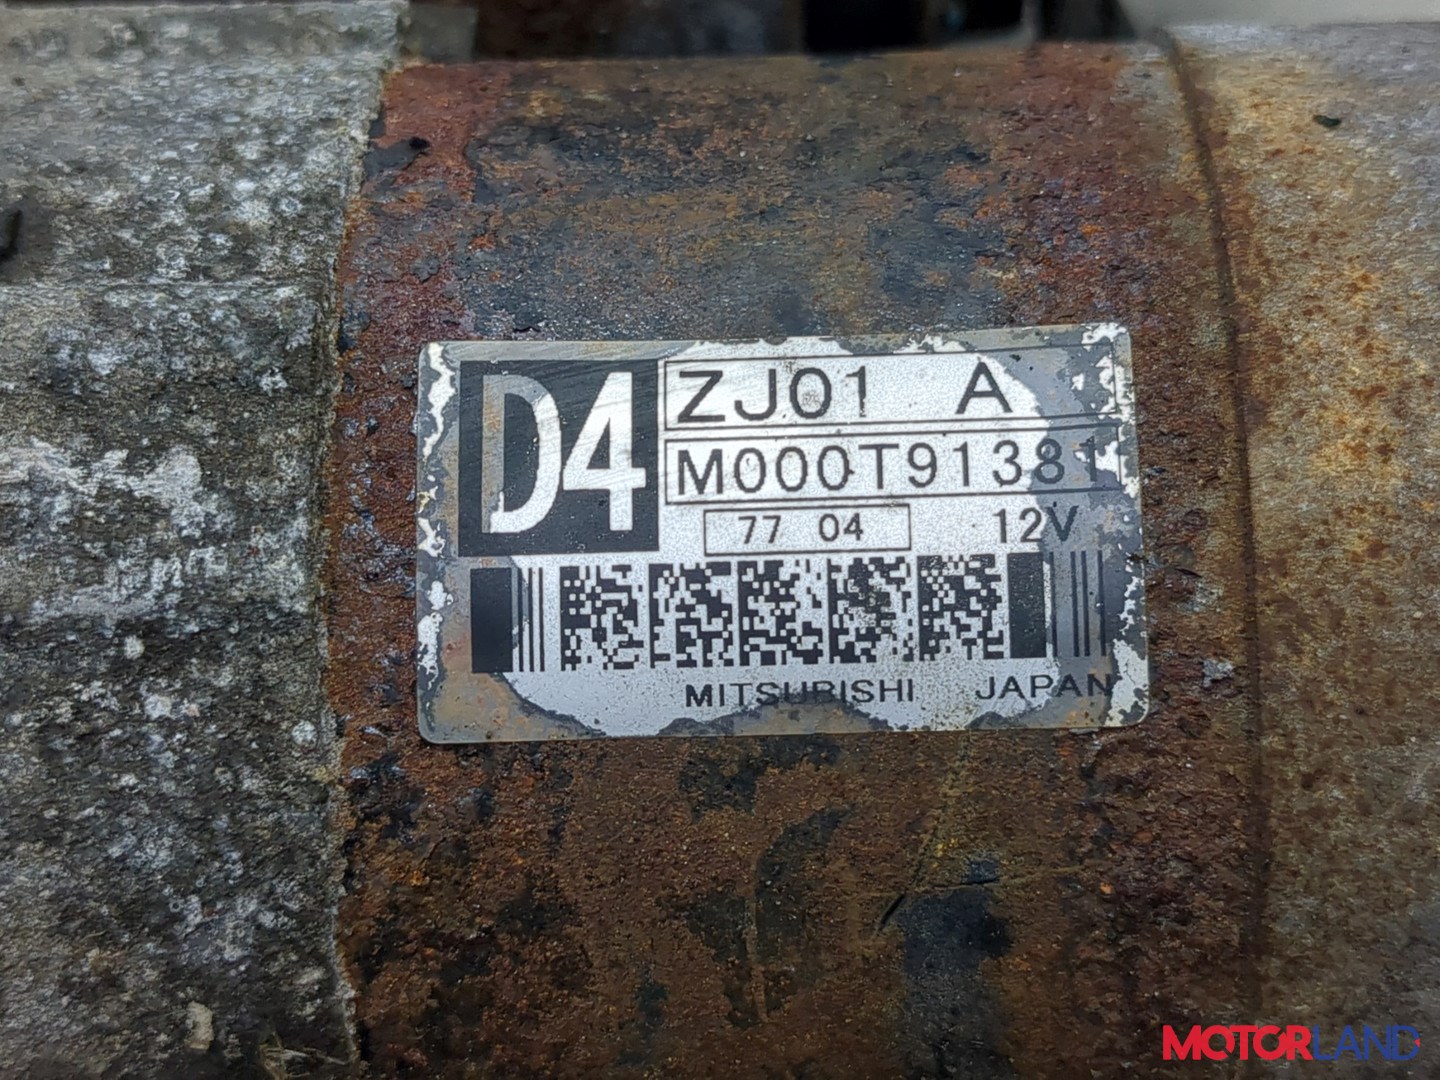 D4
ZJ01 A
M000T91381
77 04 12V
MITSUBISHI JAPAN
MOTORLAND